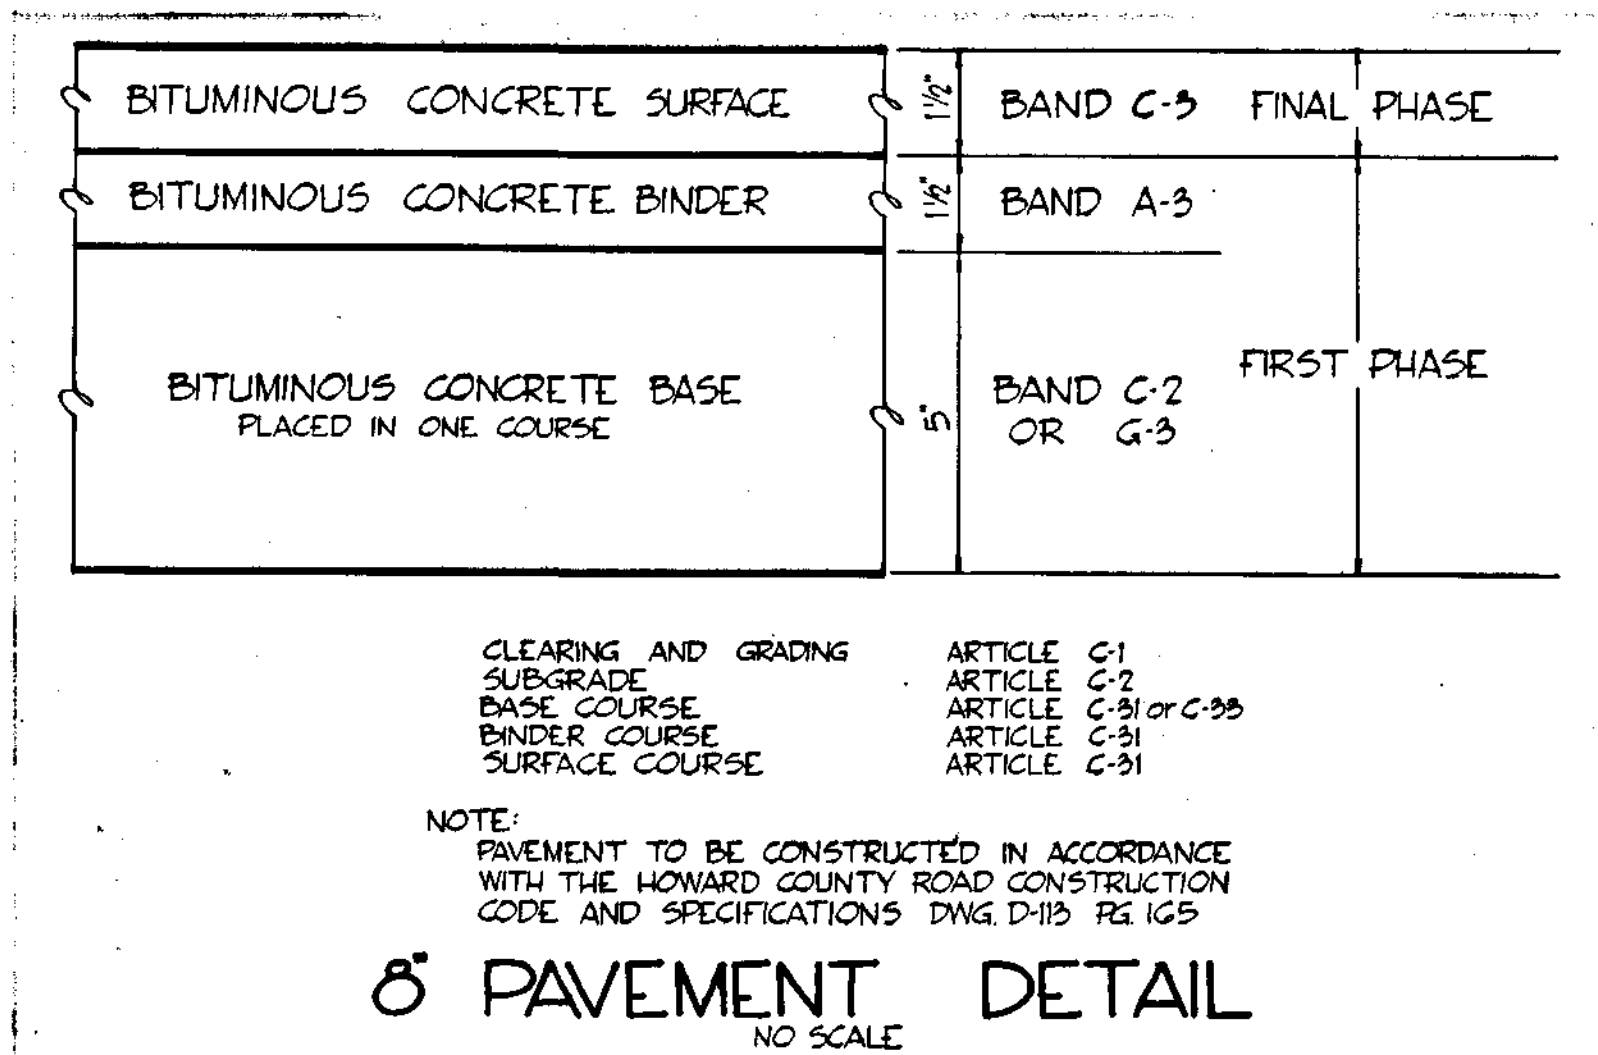 BITUMINOUS CONCRETE SURFACE 1½" BAND C-3 FINAL PHASE
BITUMINOUS CONCRETE BINDER 1½" BAND A-3
FIRST PHASE
BITUMINOUS CONCRETE BASE 5" BAND C-2
PLACED IN ONE COURSE OR G-3
CLEARING AND GRADING ARTICLE C-1
SUBGRADE ARTICLE C-2
BASE COURSE ARTICLE C-31 or C-33
BINDER COURSE ARTICLE C-31
SURFACE COURSE ARTICLE C-31
NOTE:
PAVEMENT TO BE CONSTRUCTED IN ACCORDANCE
WITH THE HOWARD COUNTY ROAD CONSTRUCTION
CODE AND SPECIFICATIONS DWG. D-113 PG. 165
8" PAVEMENT DETAIL
NO SCALE